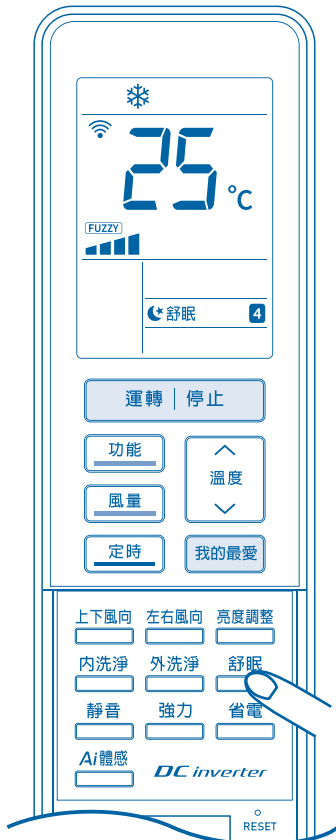 25°C
FUZZY
舒眠 4
運轉 停止
功能
溫度
風量
定時 我的最愛
上下風向 左右風向 亮度調整
內洗淨 外洗淨 舒眠
靜音 強力 省電
Ai體感
DC inverter
RESET